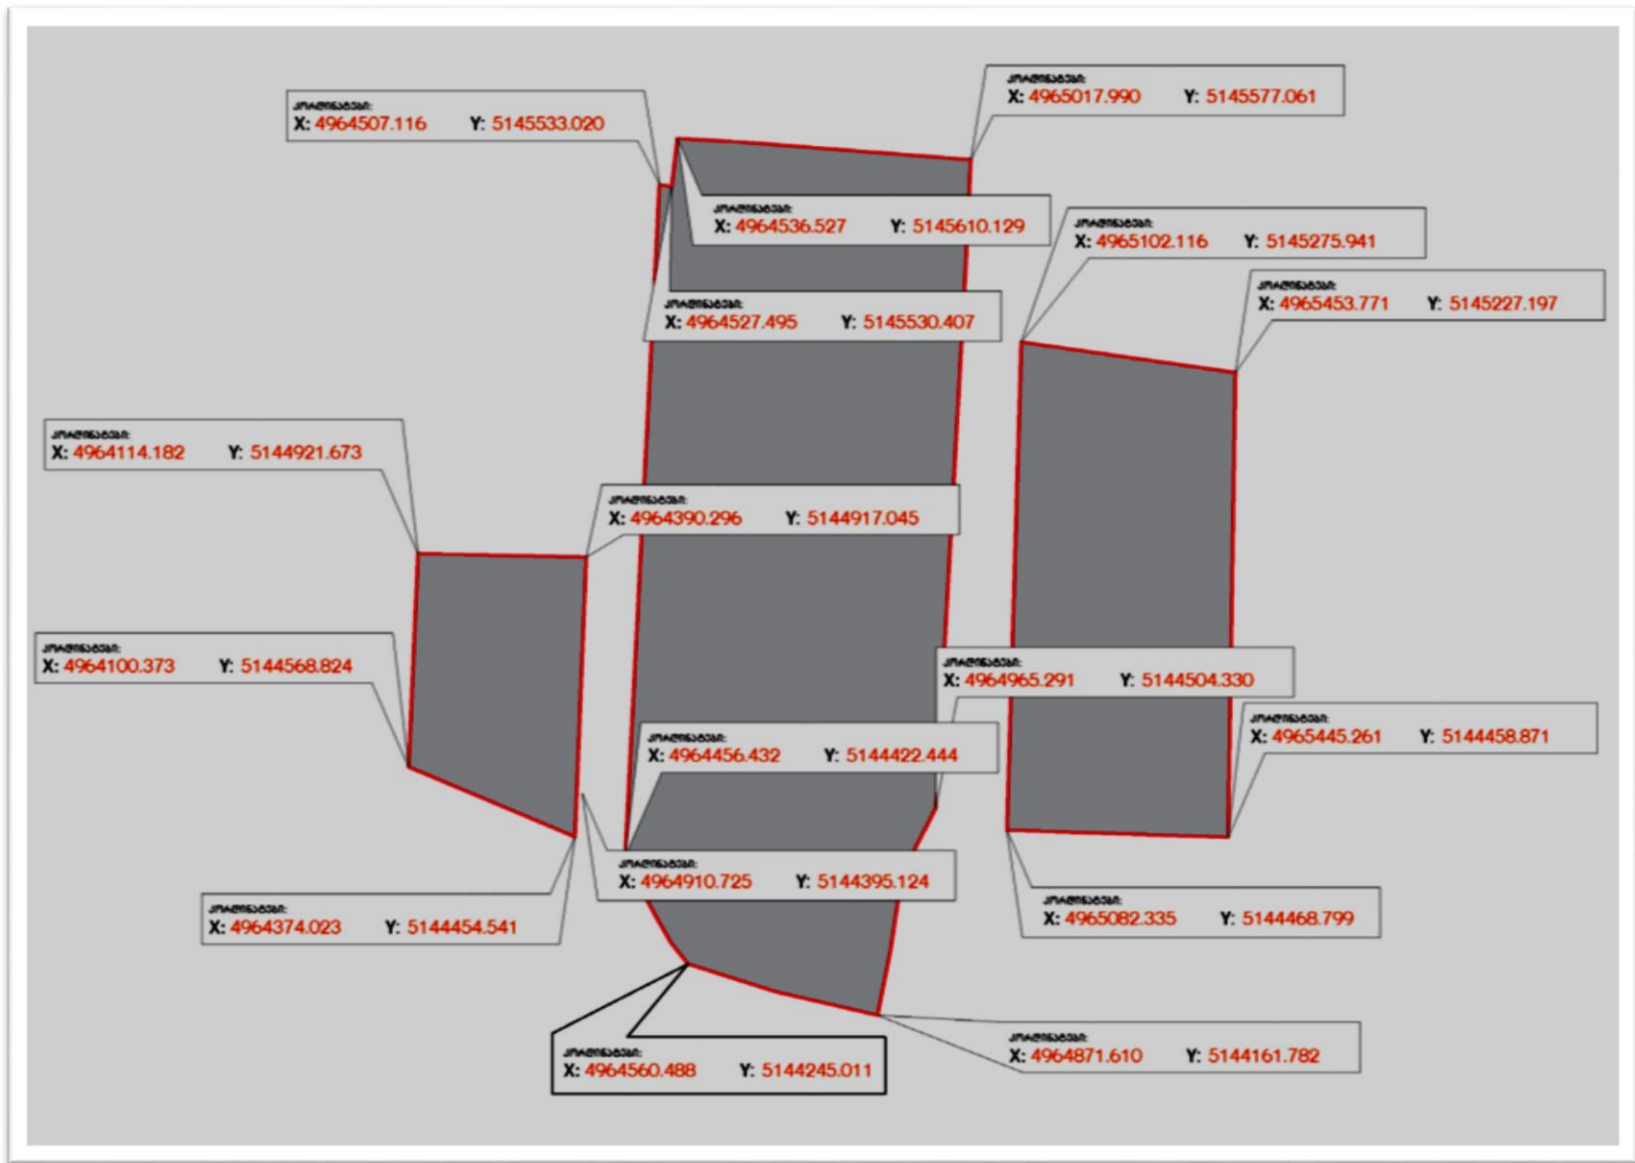 X: 4965017.990 Y: 5145577.061
X: 4964507.116 Y: 5145533.020
X: 4964536.527 Y: 5145610.129
X: 4965102.116 Y: 5145275.941
X: 4965453.771 Y: 5145227.197
X: 4964527.495 Y: 5145530.407
X: 4964114.182 Y: 5144921.673
X: 4964390.296 Y: 5144917.045
X: 4964100.373 Y: 5144568.824
X: 4964965.291 Y: 5144504.330
X: 4965445.261 Y: 5144458.871
X: 4964456.432 Y: 5144422.444
X: 4964910.725 Y: 5144395.124
X: 4965082.335 Y: 5144468.799
X: 4964374.023 Y: 5144454.541
X: 4964871.610 Y: 5144161.782
X: 4964560.488 Y: 5144245.011